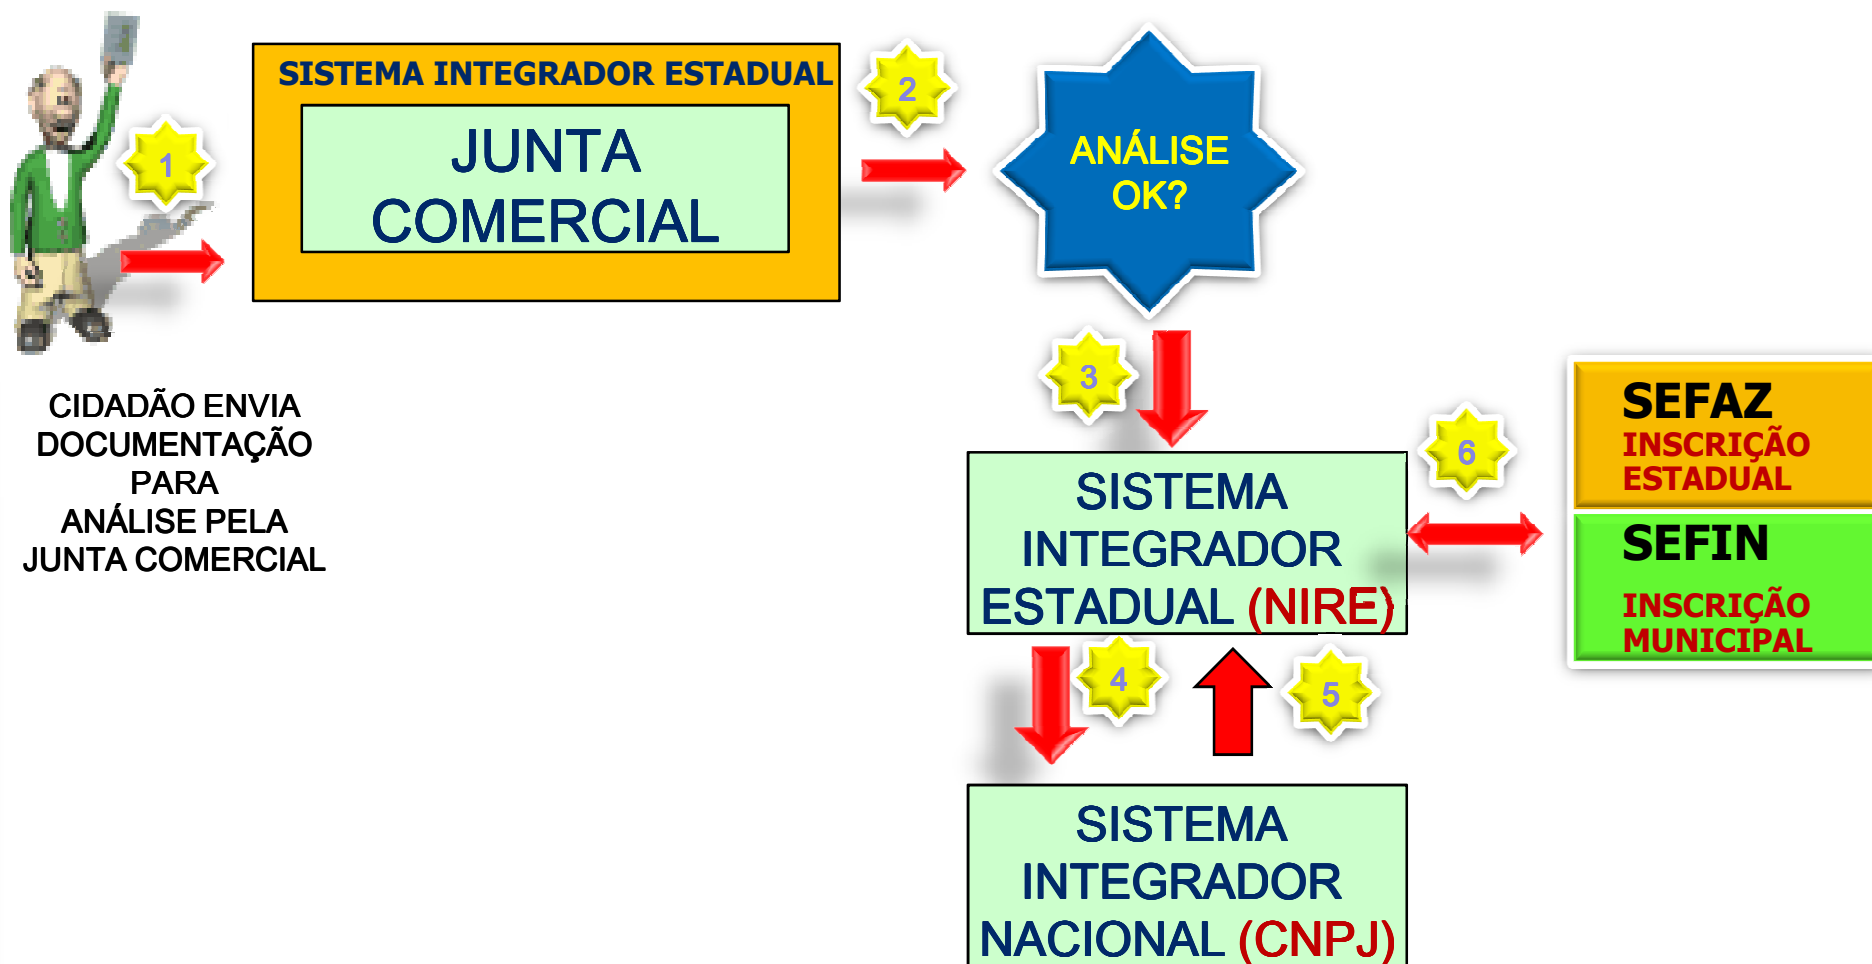 1
CIDADÃO ENVIA
DOCUMENTAÇÃO
PARA
ANÁLISE PELA
JUNTA COMERCIAL
SISTEMA INTEGRADOR ESTADUAL
JUNTA
COMERCIAL
2
ANÁLISE
OK?
3
SISTEMA
INTEGRADOR
ESTADUAL (NIRE)
4
5
SISTEMA
INTEGRADOR
NACIONAL (CNPJ)
6
SEFAZ
INSCRIÇÃO
ESTADUAL
SEFIN
INSCRIÇÃO
MUNICIPAL